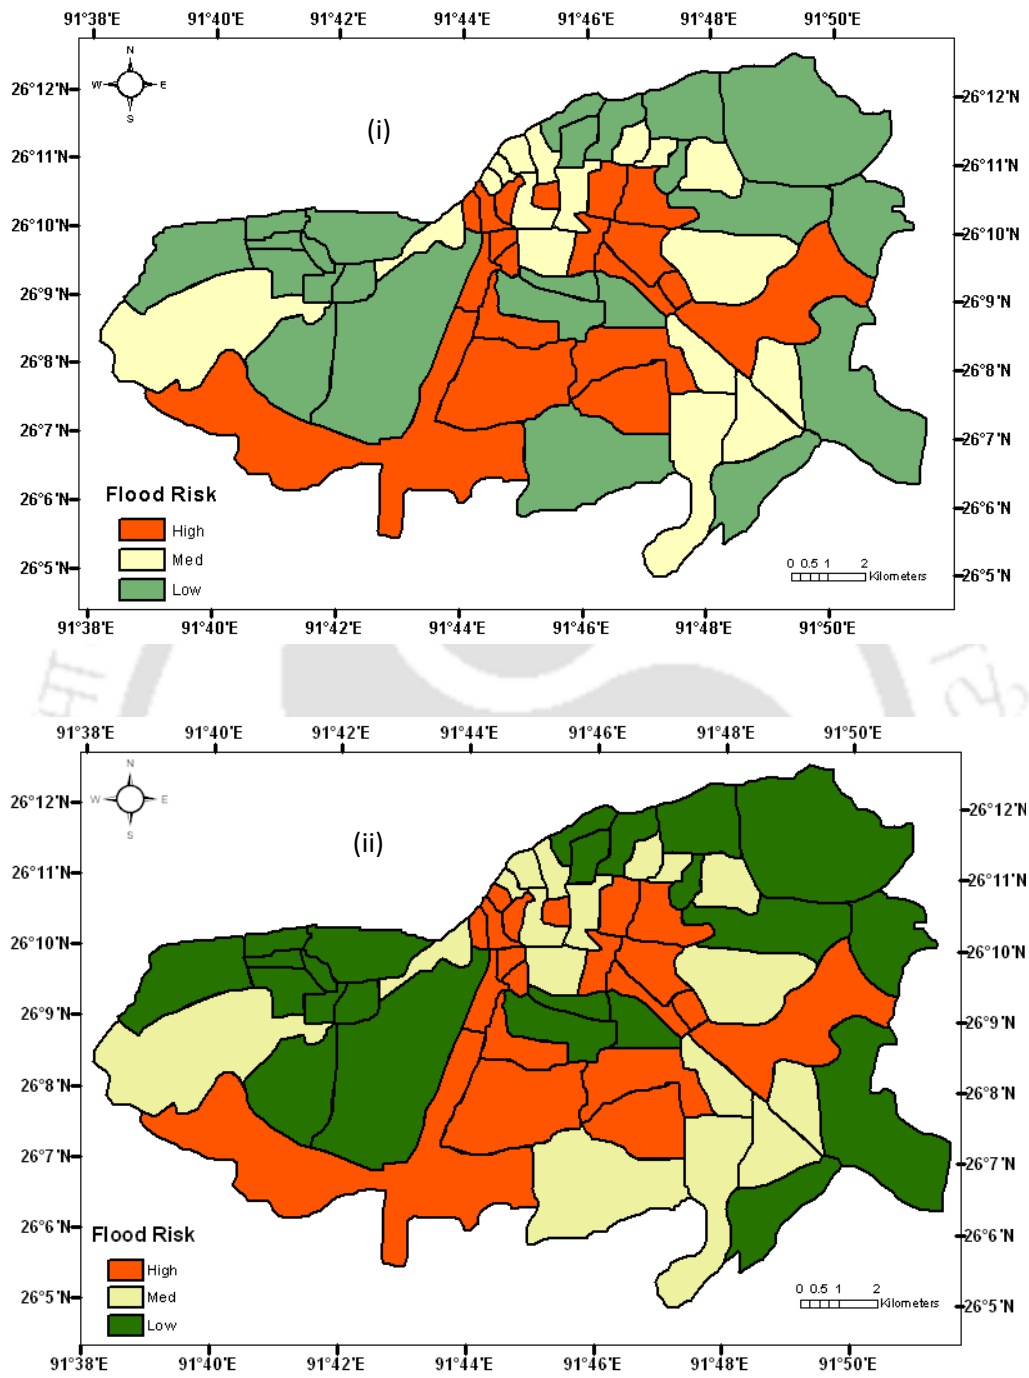 91°38'E 91°40'E 91°42'E 91°44'E 91°46'E 91°48'E 91°50'E
N
W E
S
(i)
26°12'N 26°12'N
26°11'N 26°11'N
26°10'N 26°10'N
26°9'N 26°9'N
26°8'N 26°8'N
26°7'N 26°7'N
26°6'N 26°6'N
26°5'N 26°5'N
Flood Risk
High
Med
Low
0 0.5 1 2
Kilometers
91°38'E 91°40'E 91°42'E 91°44'E 91°46'E 91°48'E 91°50'E
91°38'E 91°40'E 91°42'E 91°44'E 91°46'E 91°48'E 91°50'E
N
W E
S
(ii)
26°12'N 26°12'N
26°11'N 26°11'N
26°10'N 26°10'N
26°9'N 26°9'N
26°8'N 26°8'N
26°7'N 26°7'N
26°6'N 26°6'N
26°5'N 26°5'N
Flood Risk
High
Med
Low
0 0.5 1 2
Kilometers
91°38'E 91°40'E 91°42'E 91°44'E 91°46'E 91°48'E 91°50'E